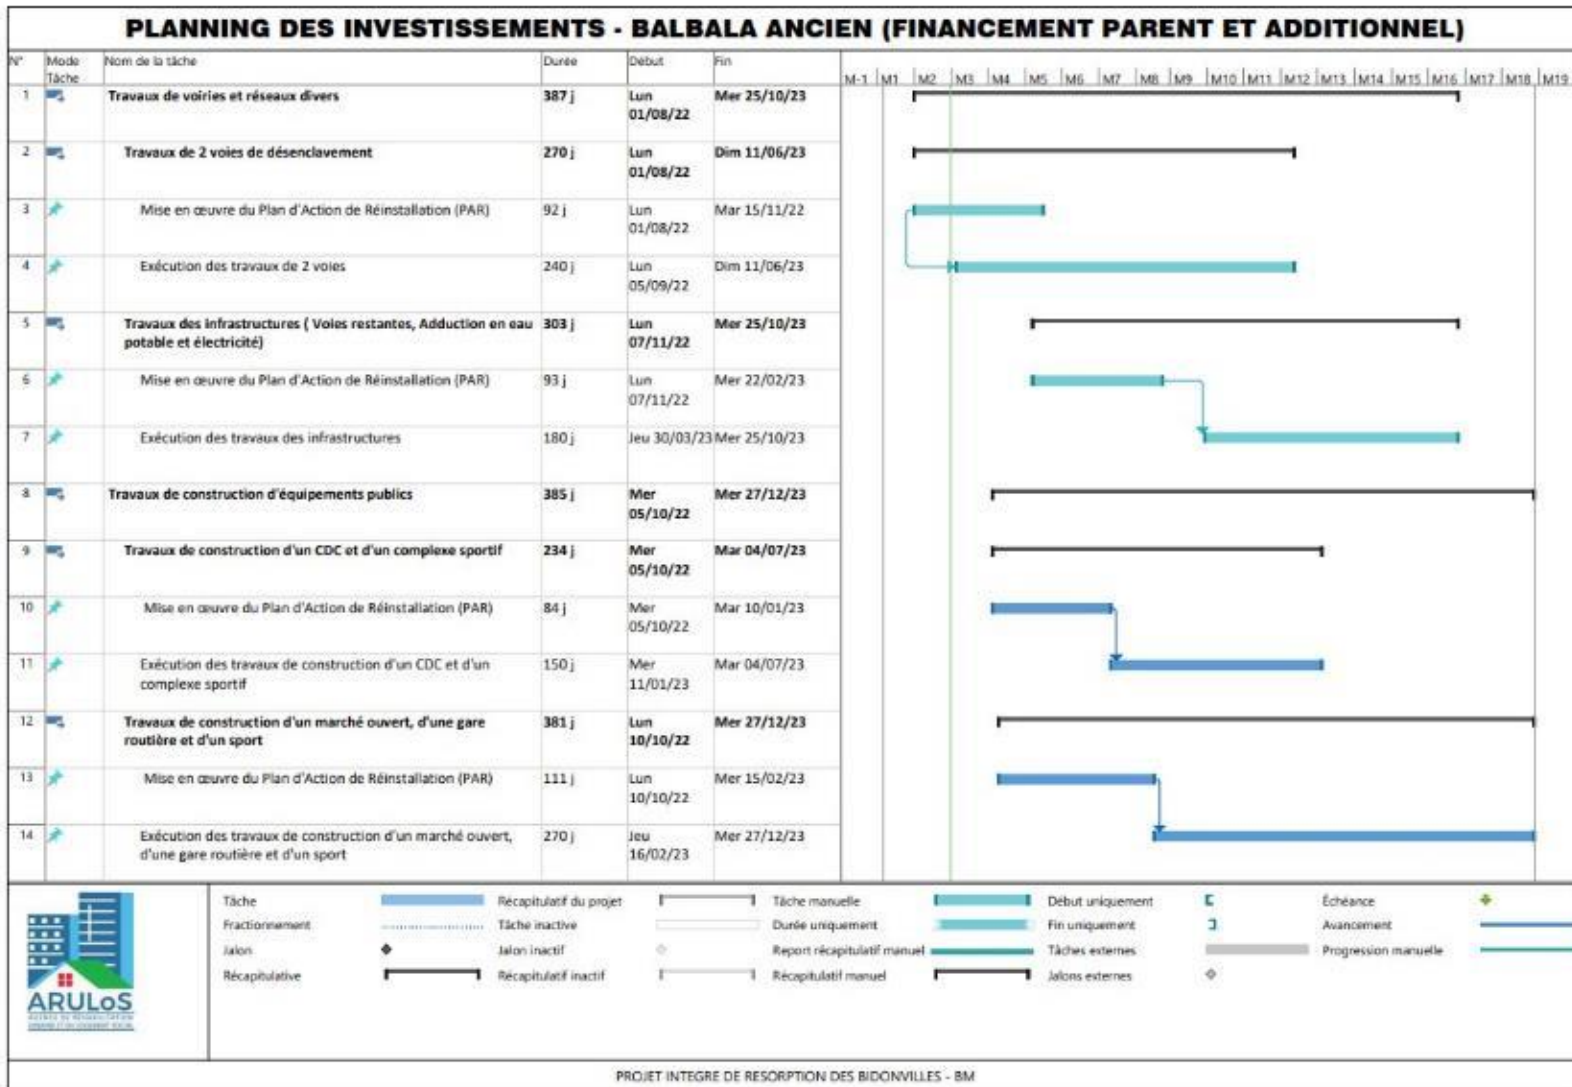 PLANNING DES INVESTISSEMENTS - BALBALA ANCIEN (FINANCEMENT PARENT ET ADDITIONNEL)
N° Mode Tâche Nom de la tâche Durée Début Fin M-1 M1 M2 M3 M4 M5 M6 M7 M8 M9 M10 M11 M12 M13 M14 M15 M16 M17 M18 M19
1 Travaux de voiries et réseaux divers 387 j Lun 01/08/22 Mer 25/10/23
2 Travaux de 2 voies de désenclavement 270 j Lun 01/08/22 Dim 11/06/23
3 Mise en œuvre du Plan d'Action de Réinstallation (PAR) 92 j Lun 01/08/22 Mar 15/11/22
4 Exécution des travaux de 2 voies 240 j Lun 05/09/22 Dim 11/06/23
5 Travaux des infrastructures ( Voies restantes, Adduction en eau potable et électricité) 303 j Lun 07/11/22 Mer 25/10/23
6 Mise en œuvre du Plan d'Action de Réinstallation (PAR) 93 j Lun 07/11/22 Mer 22/02/23
7 Exécution des travaux des infrastructures 180 j Jeu 30/03/23 Mer 25/10/23
8 Travaux de construction d'équipements publics 385 j Mer 05/10/22 Mer 27/12/23
9 Travaux de construction d'un CDC et d'un complexe sportif 234 j Mer 05/10/22 Mar 04/07/23
10 Mise en œuvre du Plan d'Action de Réinstallation (PAR) 84 j Mer 05/10/22 Mar 10/01/23
11 Exécution des travaux de construction d'un CDC et d'un complexe sportif 150 j Mer 11/01/23 Mar 04/07/23
12 Travaux de construction d'un marché ouvert, d'une gare routière et d'un sport 381 j Lun 10/10/22 Mer 27/12/23
13 Mise en œuvre du Plan d'Action de Réinstallation (PAR) 111 j Lun 10/10/22 Mer 15/02/23
14 Exécution des travaux de construction d'un marché ouvert, d'une gare routière et d'un sport 270 j Jeu 16/02/23 Mer 27/12/23
Tâche Récapitulatif du projet Tâche manuelle Début uniquement Échéance
Fractionnement Tâche inactive Durée uniquement Fin uniquement Avancement
Jalon Jalon inactif Report récapitulatif manuel Tâches externes Progression manuelle
Récapitulative Récapitulatif inactif Récapitulatif manuel Jalons externes
ARULoS
AGENCE DE RÉHABILITATION
URBAINE ET DU LOGEMENT SOCIAL
PROJET INTEGRE DE RESORPTION DES BIDONVILLES - BM